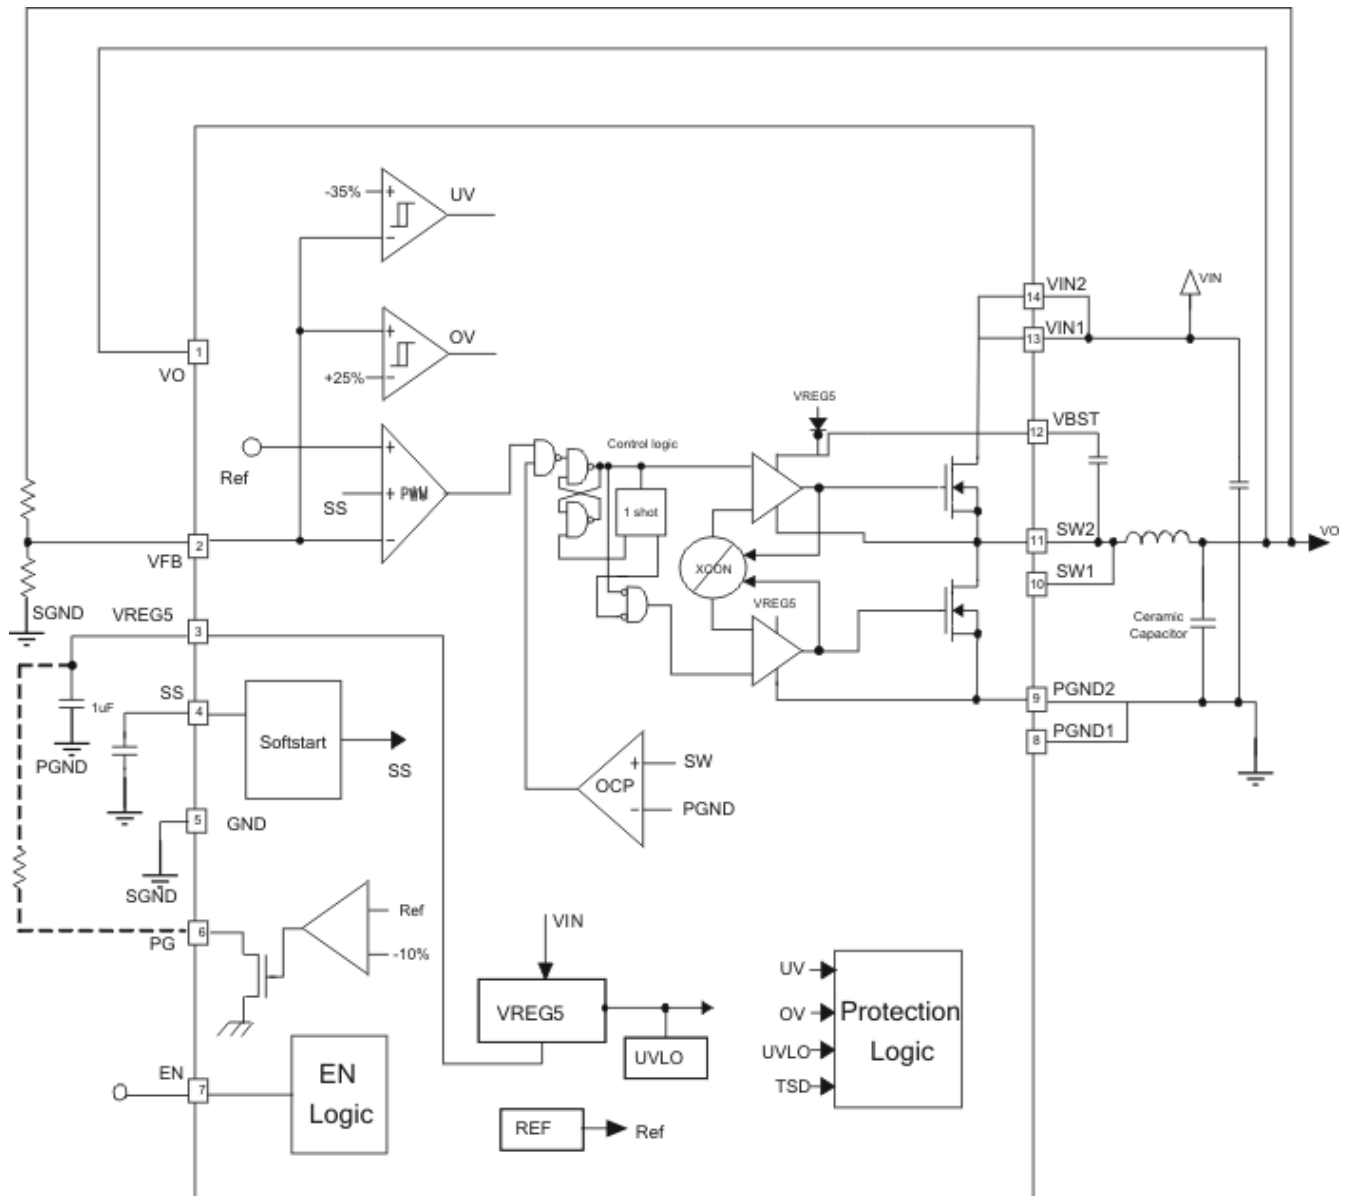 -35%
+
UV
-
VIN2
VIN
14
+
OV
VIN1
13
1
VO
+25%
-
VREG5
VBST
12
Ref
+
Control logic
SS
+
PWM
1 shot
SW2
VO
11
2
VFB
-
XCON
SW1
10
SGND
VREG5
VREG5
Ceramic
Capacitor
3
SS
1uF
4
PGND2
9
PGND1
8
Softstart
SS
PGND
OCP
+
SW
-
PGND
5
GND
SGND
Ref
6
PG
-10%
VIN
VREG5
UVLO
UV
OV
UVLO
TSD
Protection
Logic
EN
7
EN
Logic
REF
Ref